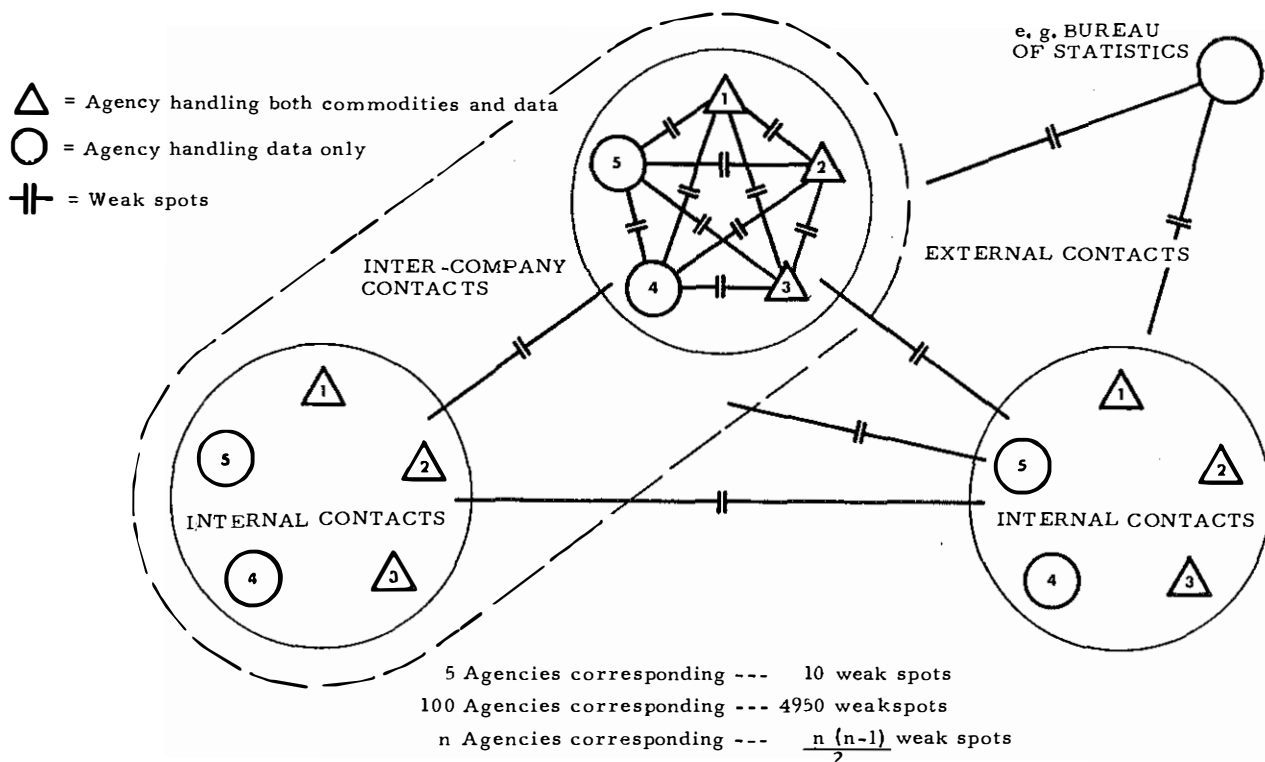 e. g. BUREAU
OF STATISTICS
= Agency handling both commodities and data
= Agency handling data only
= Weak spots
1
5
2
4
3
INTER-COMPANY
CONTACTS
EXTERNAL CONTACTS
1
5
2
INTERNAL CONTACTS
4
3
1
5
2
INTERNAL CONTACTS
4
3
5 Agencies corresponding --- 10 weak spots
100 Agencies corresponding --- 4950 weakspots
n Agencies corresponding --- n (n-1) weak spots
2